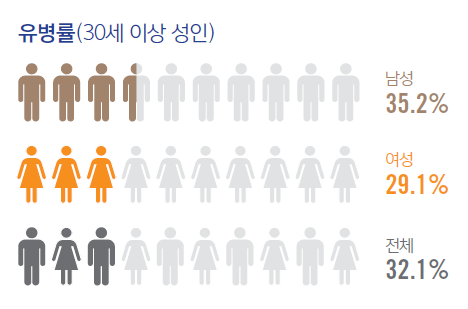 유병률(30세 이상 성인)
남성
35.2%
여성
29.1%
전체
32.1%